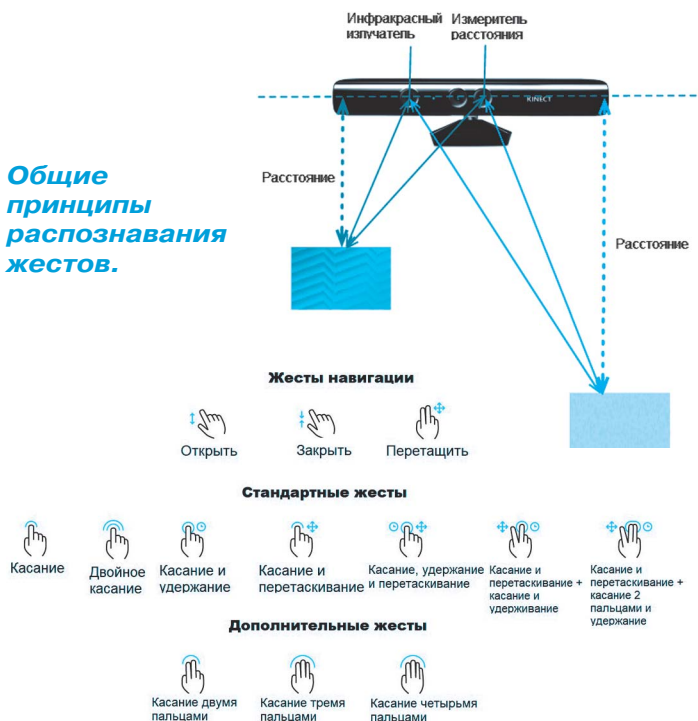 Инфракрасный
излучатель
Измеритель
расстояния
KINECT
Общие
принципы
распознавания
жестов.
Расстояние
Расстояние
Жесты навигации
Открыть
Закрыть
Перетащить
Стандартные жесты
Касание
Двойное
касание
Касание и
удержание
Касание и
перетаскивание
Касание, удержание
и перетаскивание
Касание и
перетаскивание +
касание и
удерживание
Касание и
перетаскивание +
касание 2
пальцами и
удержание
Дополнительные жесты
Касание двумя
пальцами
Касание тремя
пальцами
Касание четырьмя
пальцами